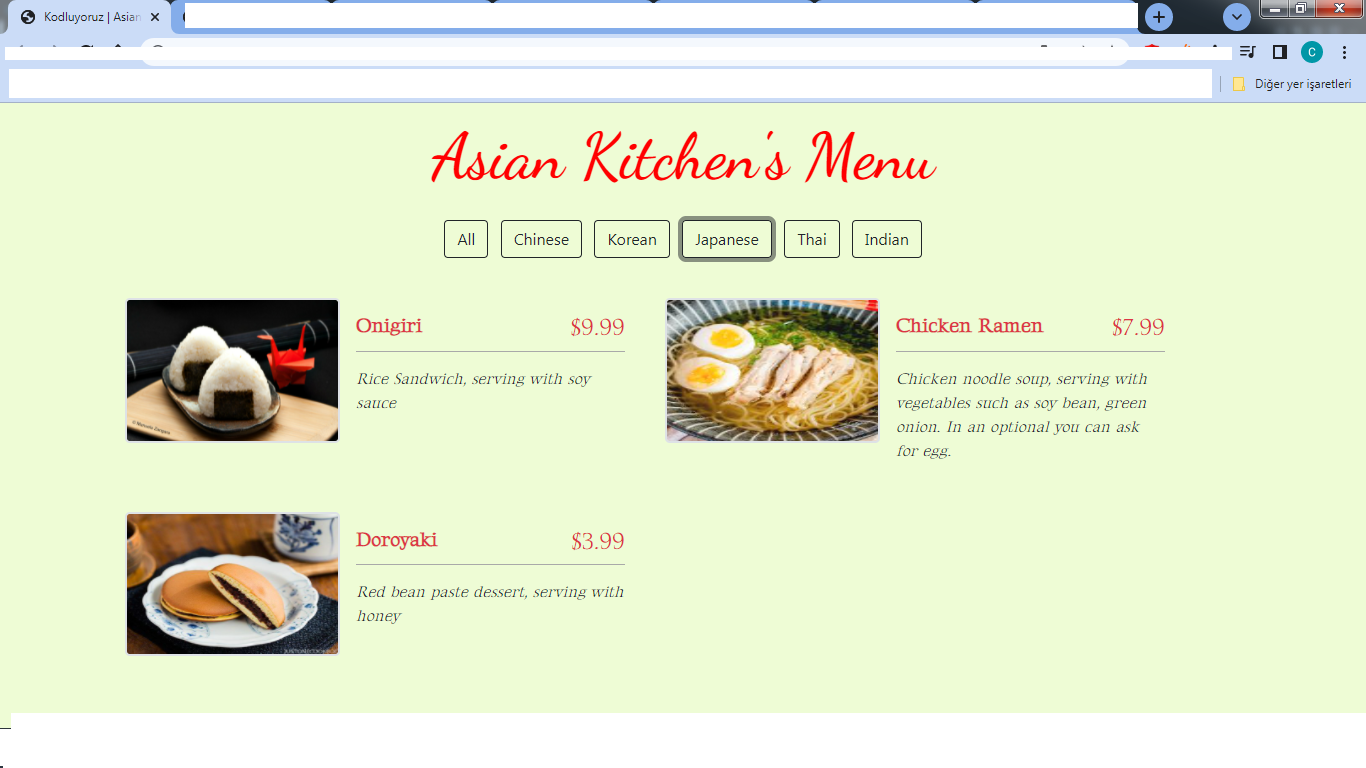 Kodluyoruz | Asian
C
Diğer yer işaretleri
Asian Kitchen's Menu
All
Chinese
Korean
Japanese
Thai
Indian
Onigiri
$9.99
Rice Sandwich, serving with soy
sauce
Chicken Ramen
$7.99
Chicken noodle soup, serving with
vegetables such as soy bean, green
onion. In an optional you can ask
for egg.
Doroyaki
$3.99
Red bean paste dessert, serving with
honey